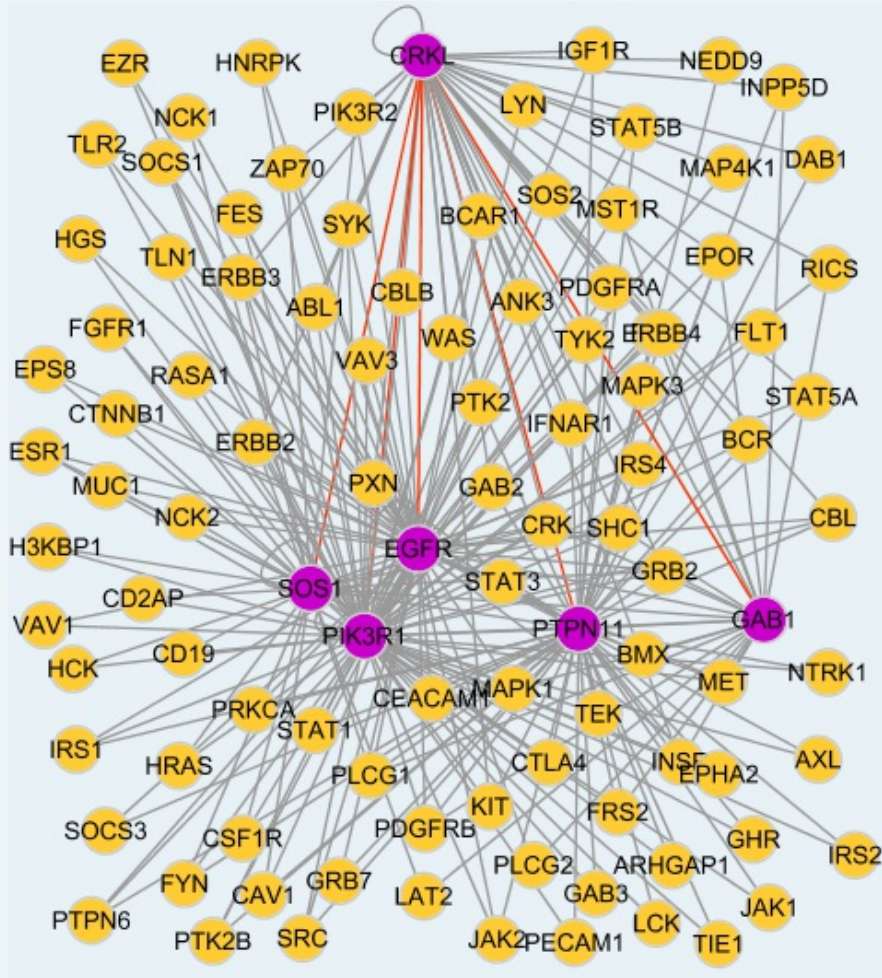 CRKL
IGF1R
EZR
HNRPK
NEDD9
INPP5D
LYN
PIK3R2
NCK1
STAT5B
TLR2
SOCS1
ZAP70
MAP4K1
DAB1
SOS2
FES
SYK
BCAR1
MST1R
HGS
TLN1
EPOR
RICS
ERBB3
CBLB
PDGFRA
ABL1
ANK3
FGFR1
WAS
TYK2
ERBB4
FLT1
VAV3
EPS8
RASA1
MAPK3
CTNNB1
PTK2
STAT5A
IFNAR1
ERBB2
BCR
ESR1
IRS4
MUC1
PXN
GAB2
NCK2
CRK
SHC1
CBL
H3KBP1
EGFR
GRB2
SOS1
STAT3
CD2AP
VAV1
PIK3R1
PTPN11
GAB1
HCK
CD19
BMX
NTRK1
MET
CEACAM1
MAPK1
PRKCA
TEK
STAT1
IRS1
HRAS
PLCG1
CTLA4
EPHA2
AXL
KIT
FRS2
SOCS3
CSF1R
PDGFRB
GHR
IRS2
PLCG2
ARHGAP1
FYN
CAV1
GRB7
LAT2
GAB3
JAK1
PTPN6
PTK2B
SRC
JAK2
PECAM1
LCK
TIE1